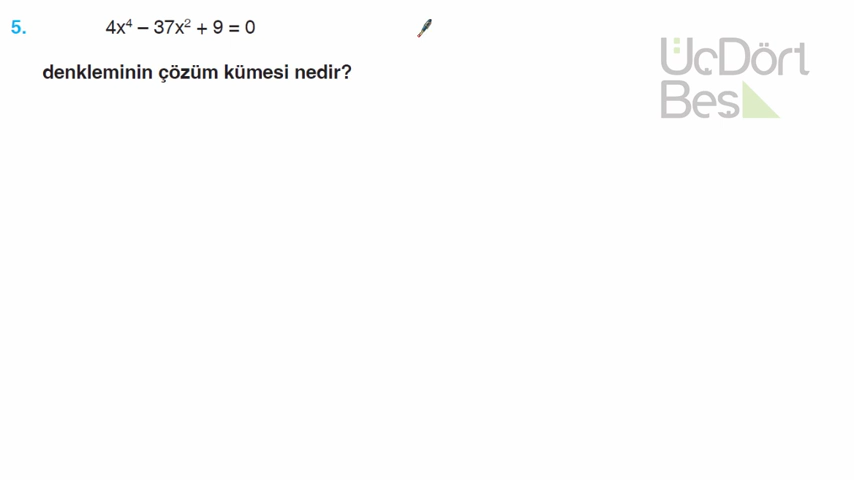 5. 4x⁴ – 37x² + 9 = 0
denkleminin çözüm kümesi nedir?
ÜçDört
Beş